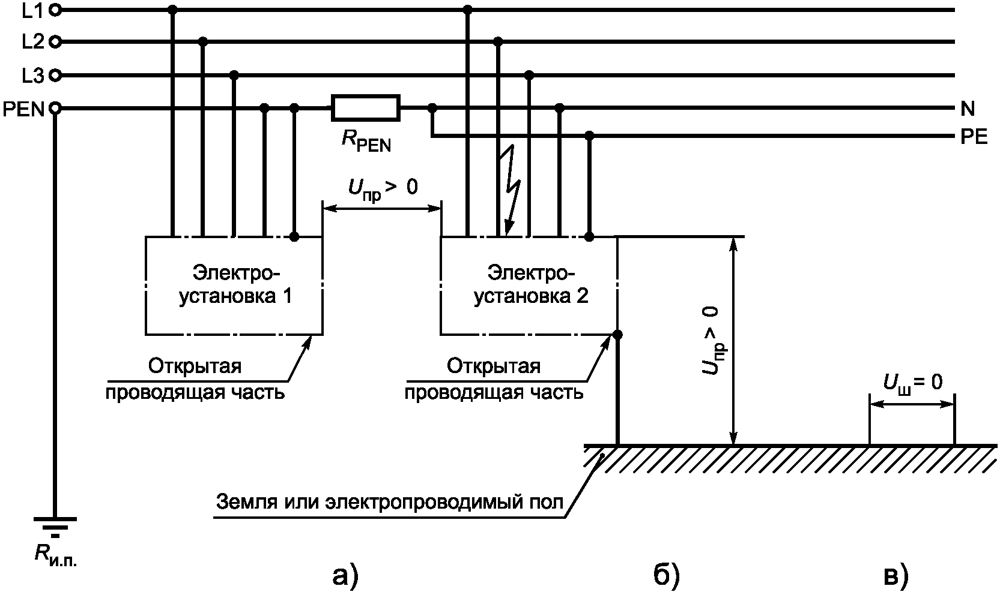 L1
L2
L3
PEN
N
PE
RPEN
Uпр > 0
Электро-
установка 1
Электро-
установка 2
Uпр > 0
Открытая
проводящая часть
Открытая
проводящая часть
Uш = 0
Земля или электропроводимый пол
Rи.п.
а)
б)
в)